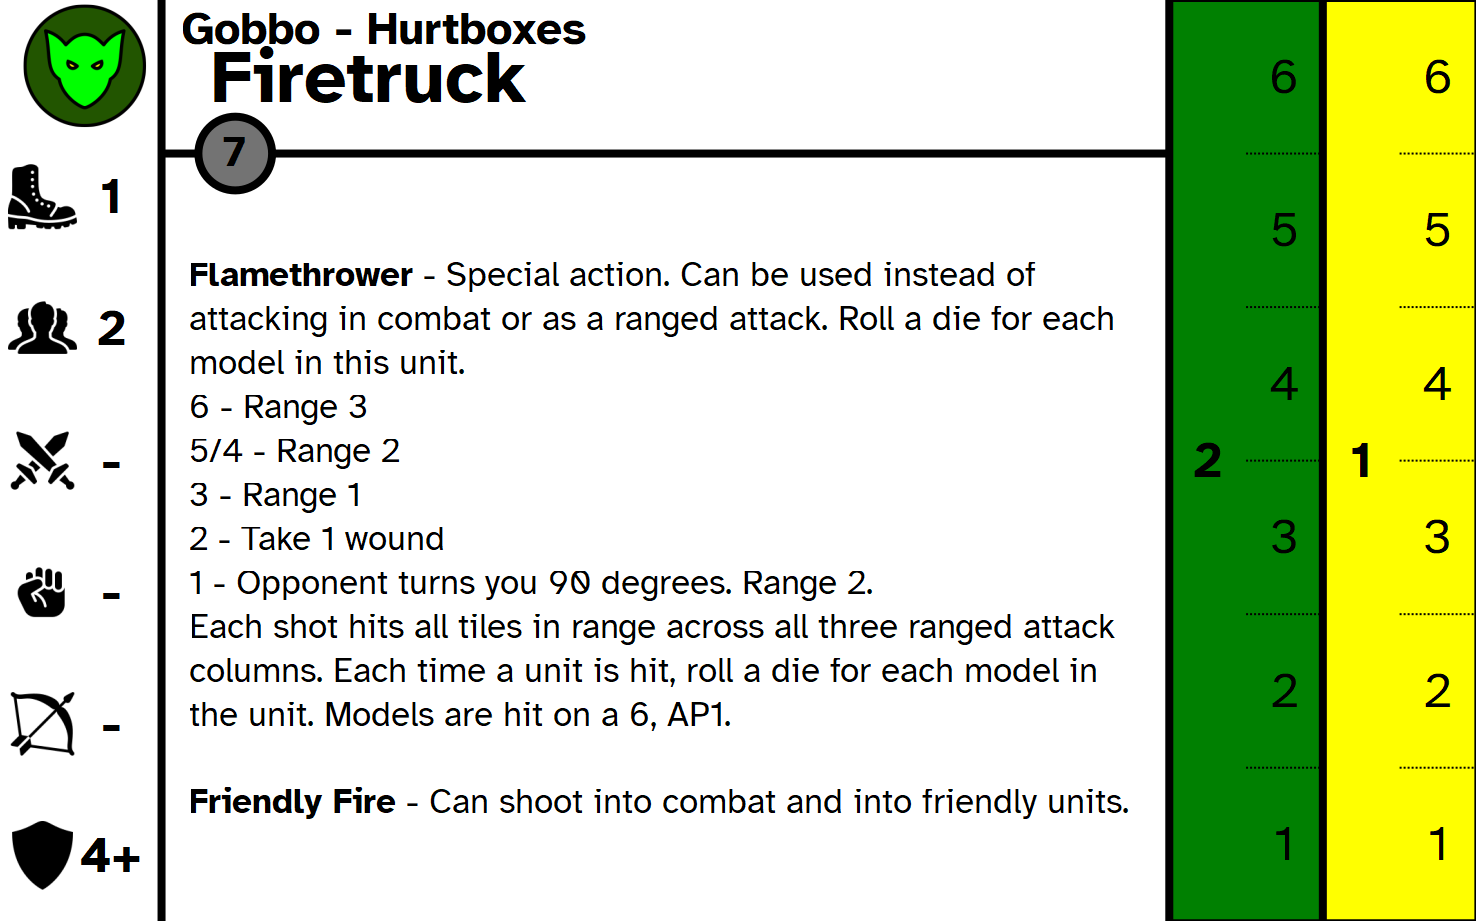 Gobbo - Hurtboxes
Firetruck
7
1
2
-
-
-
4+
Flamethrower - Special action. Can be used instead of
attacking in combat or as a ranged attack. Roll a die for each
model in this unit.
6 - Range 3
5/4 - Range 2
3 - Range 1
2 - Take 1 wound
1 - Opponent turns you 90 degrees. Range 2.
Each shot hits all tiles in range across all three ranged attack
columns. Each time a unit is hit, roll a die for each model in
the unit. Models are hit on a 6, AP1.
Friendly Fire - Can shoot into combat and into friendly units.
2
6
5
4
3
2
1
1
6
5
4
3
2
1